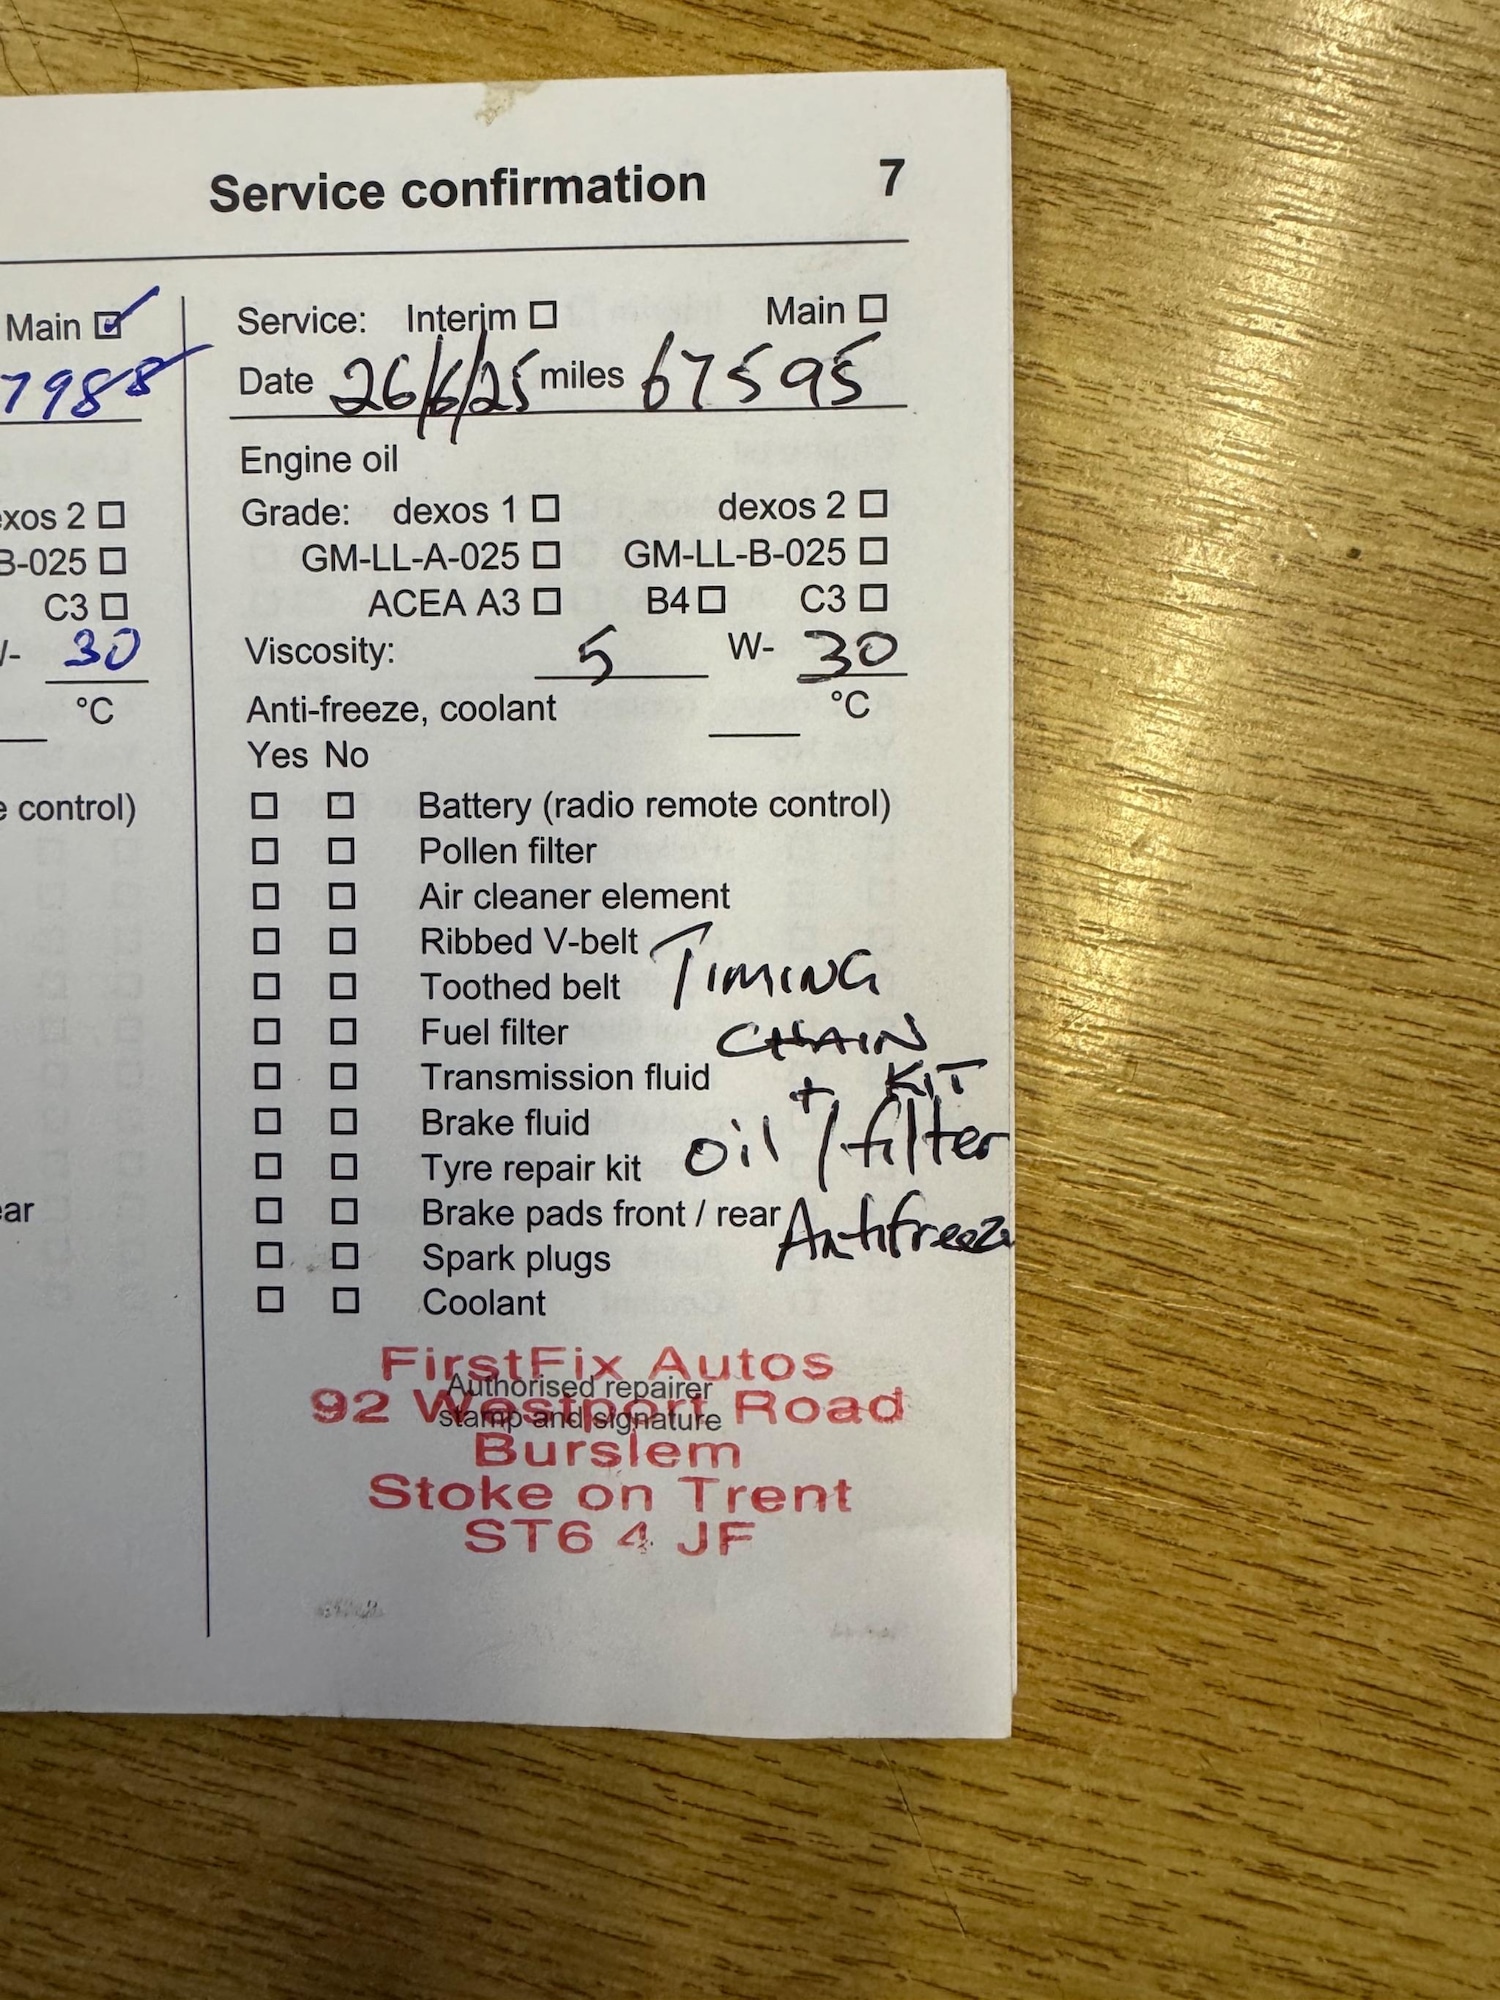 Service confirmation 7
Main ☑
7988
exos 2 ☐
B-025 ☐
C3 ☐
W- 30
°C
e control)
ear
Service: Interim ☐ Main ☐
Date 26/6/25 miles 67595
Engine oil
Grade: dexos 1 ☐ dexos 2 ☐
GM-LL-A-025 ☐ GM-LL-B-025 ☐
ACEA A3 ☐ B4 ☐ C3 ☐
Viscosity: 5 W- 30
Anti-freeze, coolant °C
Yes No
☐ ☐ Battery (radio remote control)
☐ ☐ Pollen filter
☐ ☐ Air cleaner element
☐ ☐ Ribbed V-belt
☐ ☐ Toothed belt
☐ ☐ Fuel filter
☐ ☐ Transmission fluid
☐ ☐ Brake fluid
☐ ☐ Tyre repair kit
☐ ☐ Brake pads front / rear
☐ ☐ Spark plugs
☐ ☐ Coolant
TIMING
CHAIN
+ KIT
oil / filter
Antifreeze
Authorised repairer
stamp and signature
FirstFix Autos
92 Westport Road
Burslem
Stoke on Trent
ST6 4 JF